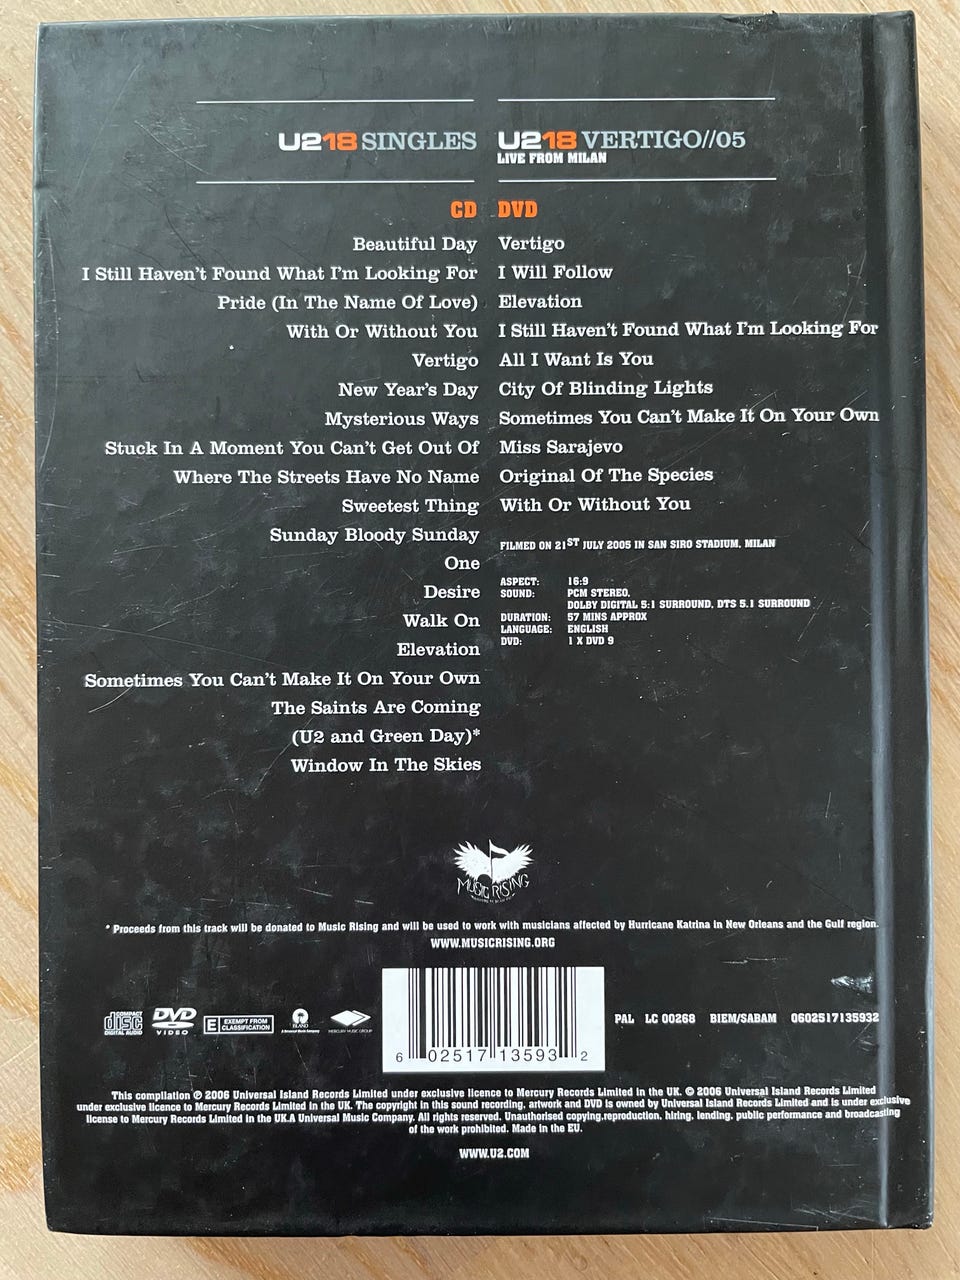 U218 SINGLES
CD
Beautiful Day
I Still Haven't Found What I'm Looking For
Pride (In The Name Of Love)
With Or Without You
Vertigo
New Year's Day
Mysterious Ways
Stuck In A Moment You Can't Get Out Of
Where The Streets Have No Name
Sweetest Thing
Sunday Bloody Sunday
One
Desire
Walk On
Elevation
Sometimes You Can't Make It On Your Own
The Saints Are Coming
(U2 and Green Day)*
Window In The Skies
U218 VERTIGO//05
LIVE FROM MILAN
DVD
Vertigo
I Will Follow
Elevation
I Still Haven't Found What I'm Looking For
All I Want Is You
City Of Blinding Lights
Sometimes You Can't Make It On Your Own
Miss Sarajevo
Original Of The Species
With Or Without You
FILMED ON 21ST JULY 2005 IN SAN SIRO STADIUM, MILAN
ASPECT: 16:9
SOUND: PCM STEREO,
DOLBY DIGITAL 5:1 SURROUND, DTS 5.1 SURROUND
DURATION: 57 MINS APPROX
LANGUAGE: ENGLISH
DVD: 1 X DVD 9
MUSIC RISING
* Proceeds from this track will be donated to Music Rising and will be used to work with musicians affected by Hurricane Katrina in New Orleans and the Gulf region.
WWW.MUSICRISING.ORG
COMPACT
disc
DIGITAL AUDIO
DVD
VIDEO
E EXEMPT FROM
CLASSIFICATION
ISLAND
A Universal Music Company
MERCURY MUSIC GROUP
6 02517 13593 2
PAL LC 00268 BIEM/SABAM 0602517135932
This compilation ℗ 2006 Universal Island Records Limited under exclusive licence to Mercury Records Limited in the UK. © 2006 Universal Island Records Limited
under exclusive licence to Mercury Records Limited in the UK. The copyright in this sound recording, artwork and DVD is owned by Universal Island Records Limited and is under exclusive
license to Mercury Records Limited in the UK.A Universal Music Company. All rights reserved. Unauthorised copying,reproduction, hiring, lending, public performance and broadcasting
of the work prohibited. Made in the EU.
WWW.U2.COM